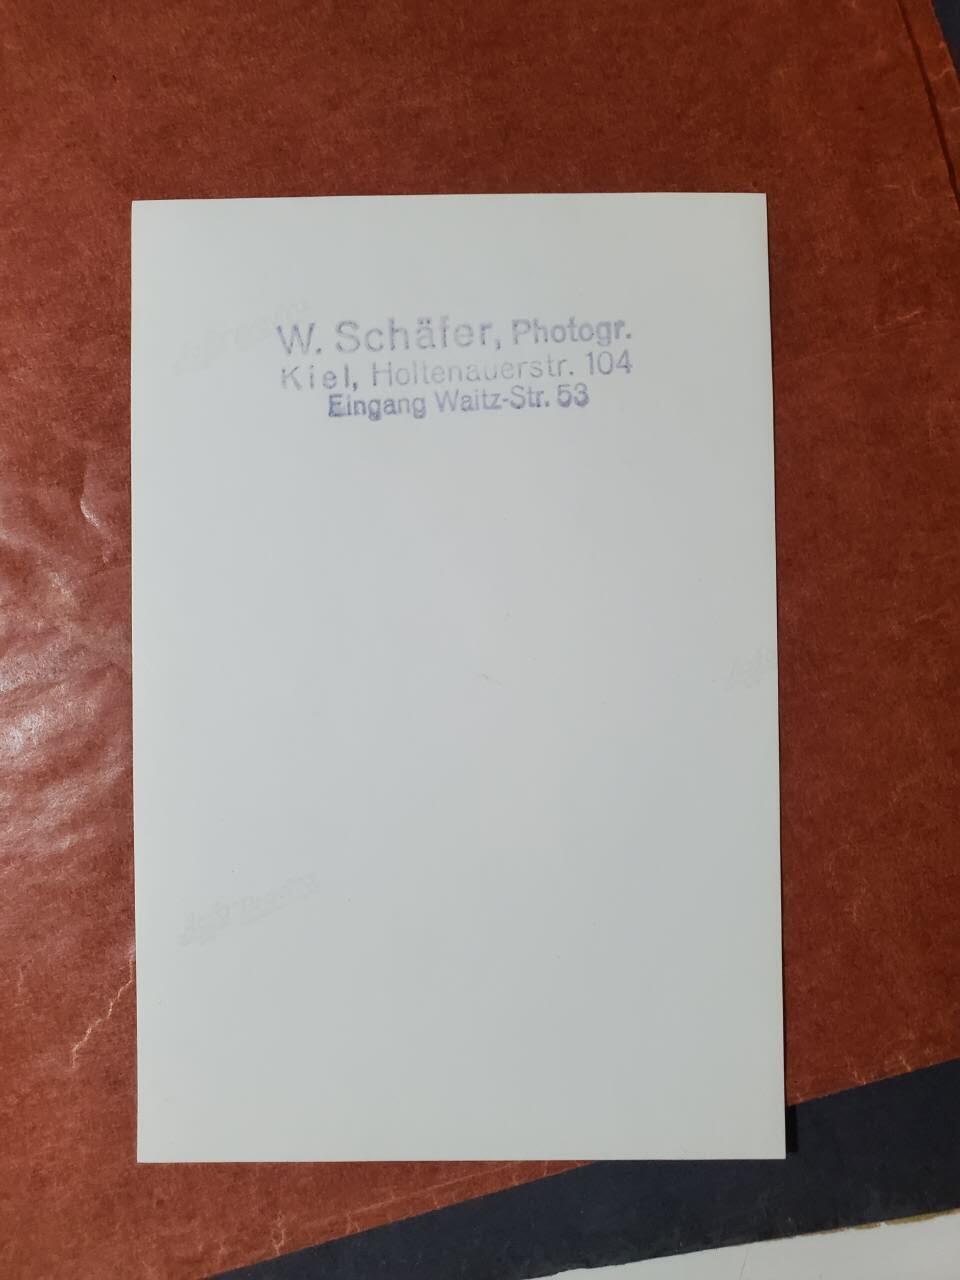 W. Schäfer, Photogr.
Kiel, Holtenauerstr. 104
Eingang Waitz-Str. 53